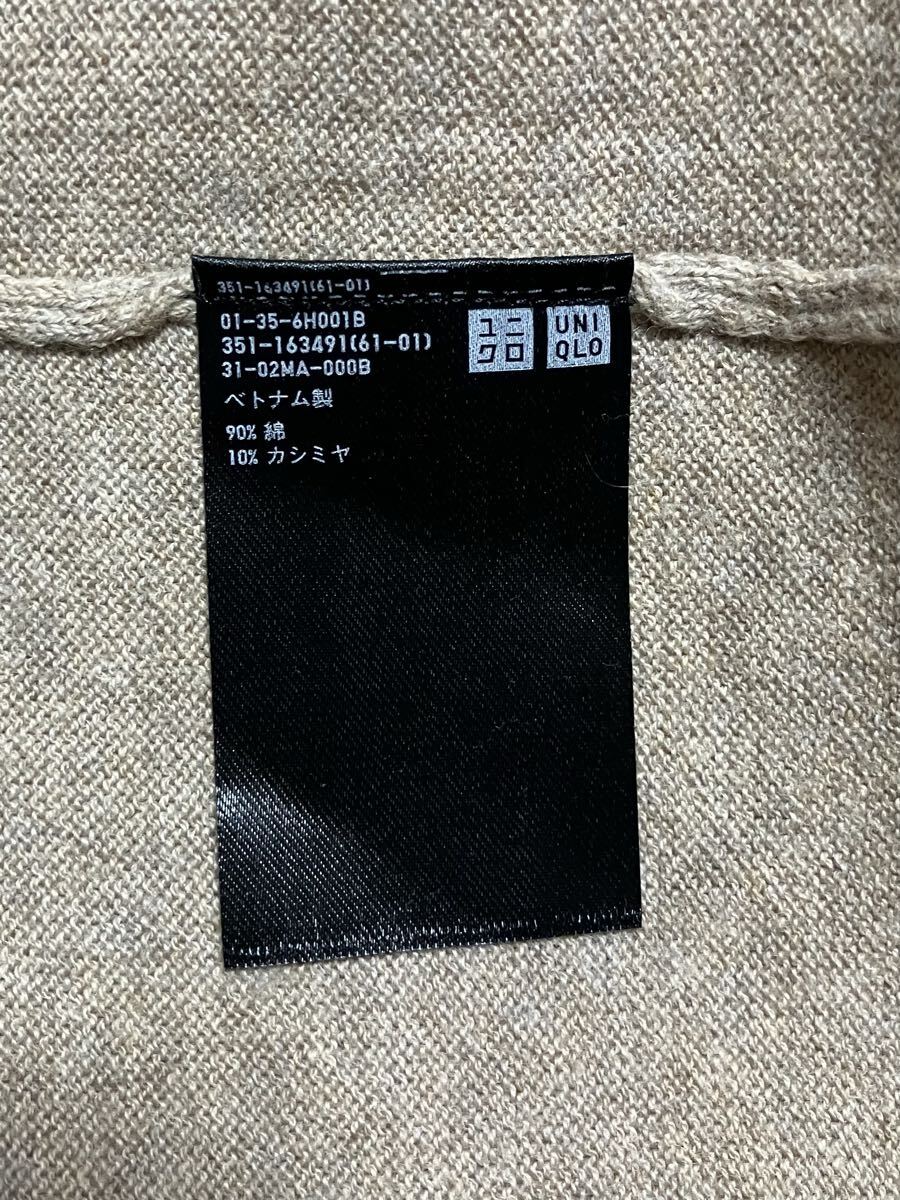 351-163491(61-01)
01-35-6H001B
351-163491(61-01)
31-02MA-000B
ユニ
クロ
UNI
QLO
ベトナム製
90% 綿
10% カシミヤ